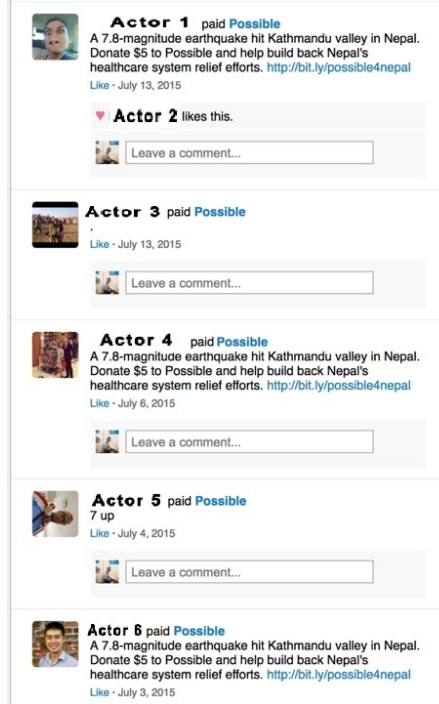 Actor 1 paid Possible
A 7.8-magnitude earthquake hit Kathmandu valley in Nepal.
Donate $5 to Possible and help build back Nepal's
healthcare system relief efforts. http://bit.ly/possible4nepal
Like · July 13, 2015
Actor 2 likes this.
Leave a comment...
Actor 3 paid Possible
.
Like · July 13, 2015
Leave a comment...
Actor 4 paid Possible
A 7.8-magnitude earthquake hit Kathmandu valley in Nepal.
Donate $5 to Possible and help build back Nepal's
healthcare system relief efforts. http://bit.ly/possible4nepal
Like · July 6, 2015
Leave a comment...
Actor 5 paid Possible
7 up
Like · July 4, 2015
Leave a comment...
Actor 6 paid Possible
A 7.8-magnitude earthquake hit Kathmandu valley in Nepal.
Donate $5 to Possible and help build back Nepal's
healthcare system relief efforts. http://bit.ly/possible4nepal
Like · July 3, 2015